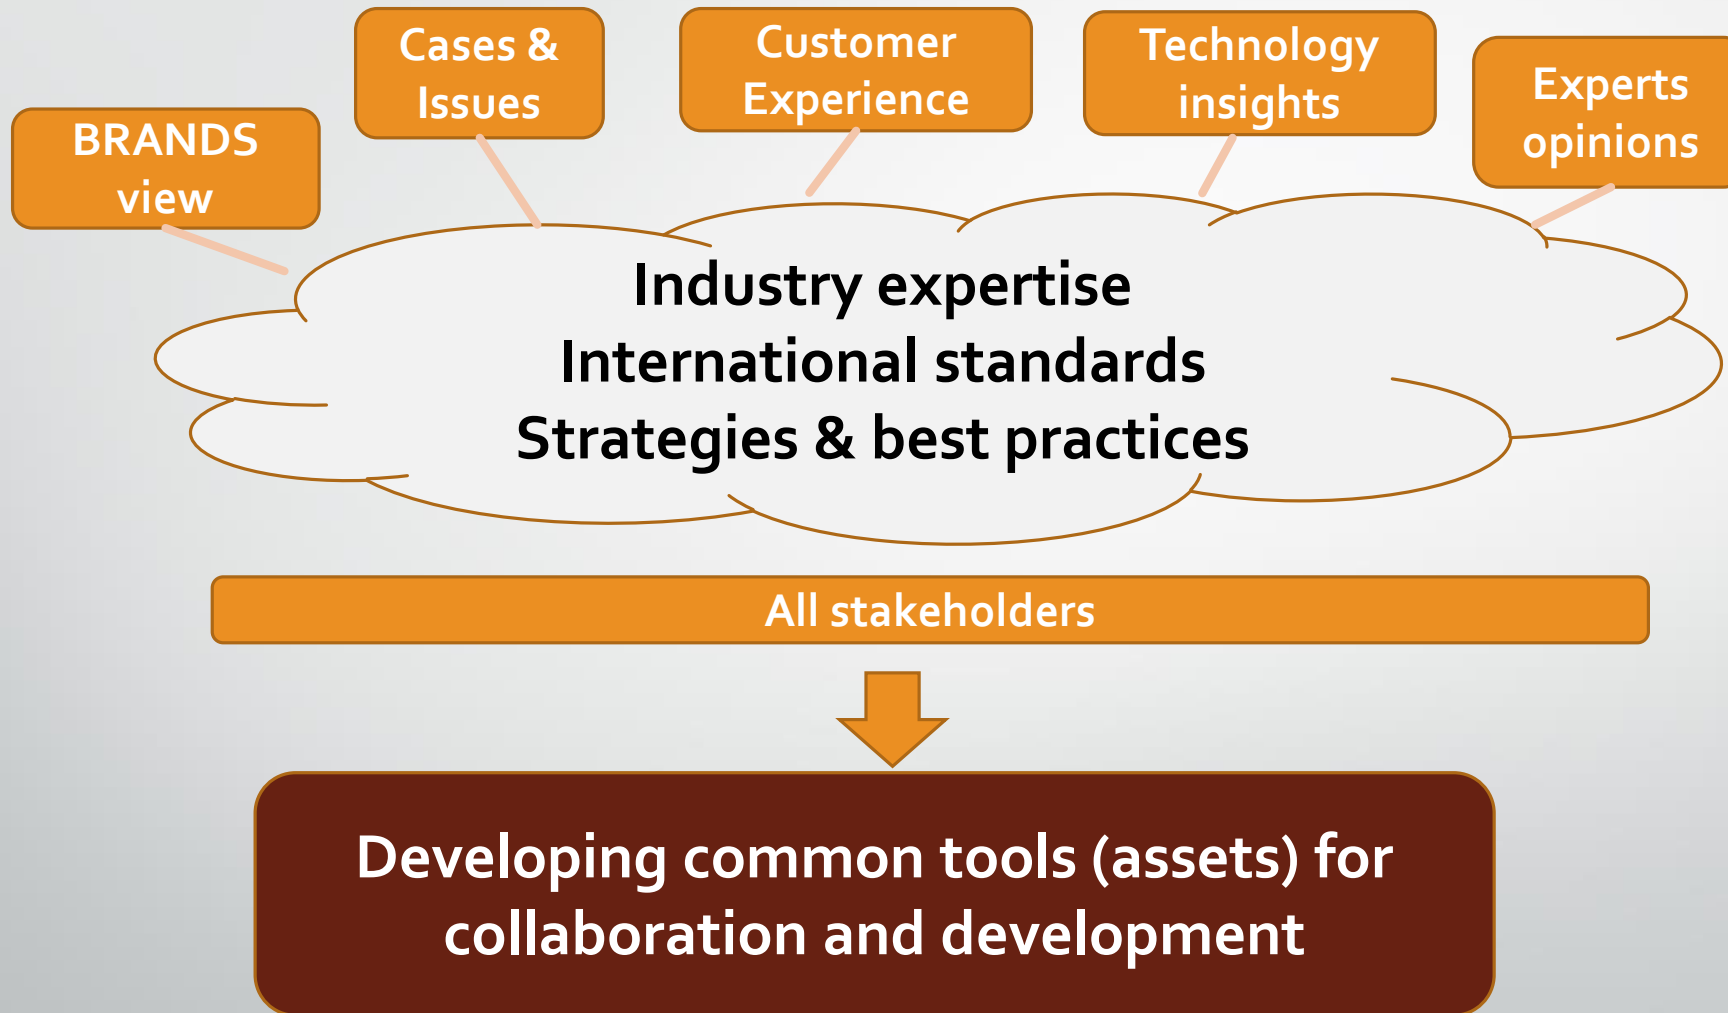 BRANDS
view
Cases &
Issues
Customer
Experience
Technology
insights
Experts
opinions
Industry expertise
International standards
Strategies & best practices
All stakeholders
Developing common tools (assets) for
collaboration and development